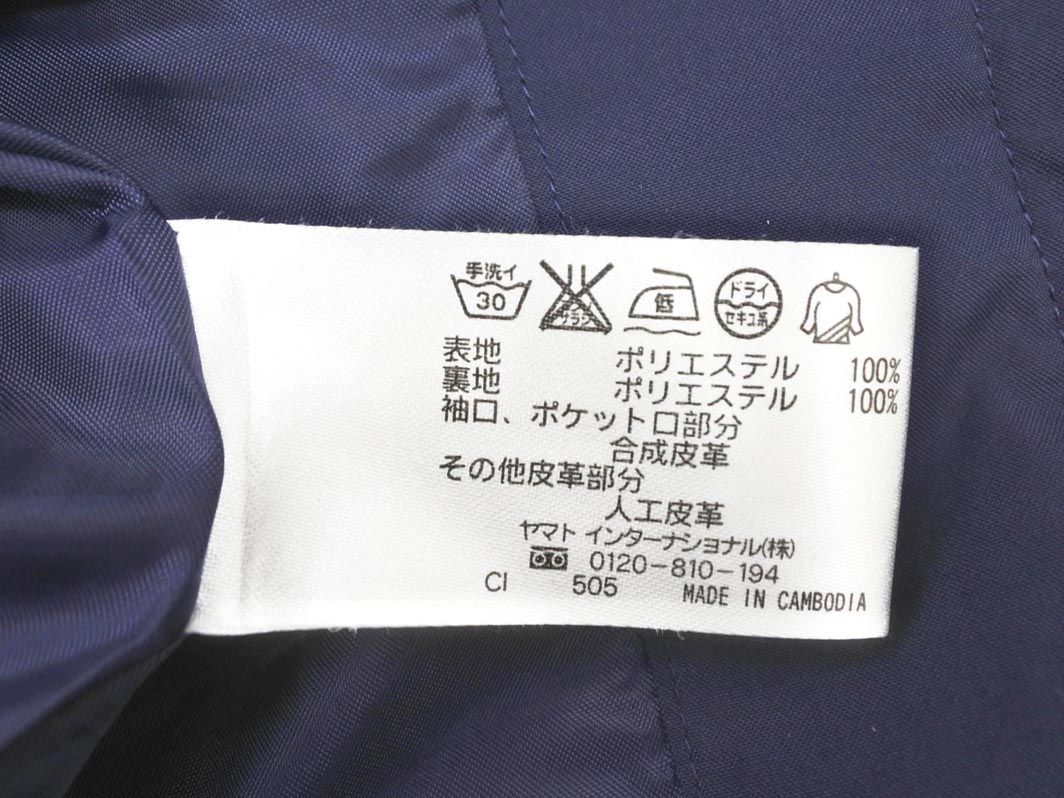 手洗イ
30
サラシ
低
ドライ
セキユ系
表地 ポリエステル 100%
裏地 ポリエステル 100%
袖口、ポケット口部分
合成皮革
その他皮革部分
人工皮革
ヤマト インターナショナル(株)
0120-810-194
CI 505 MADE IN CAMBODIA